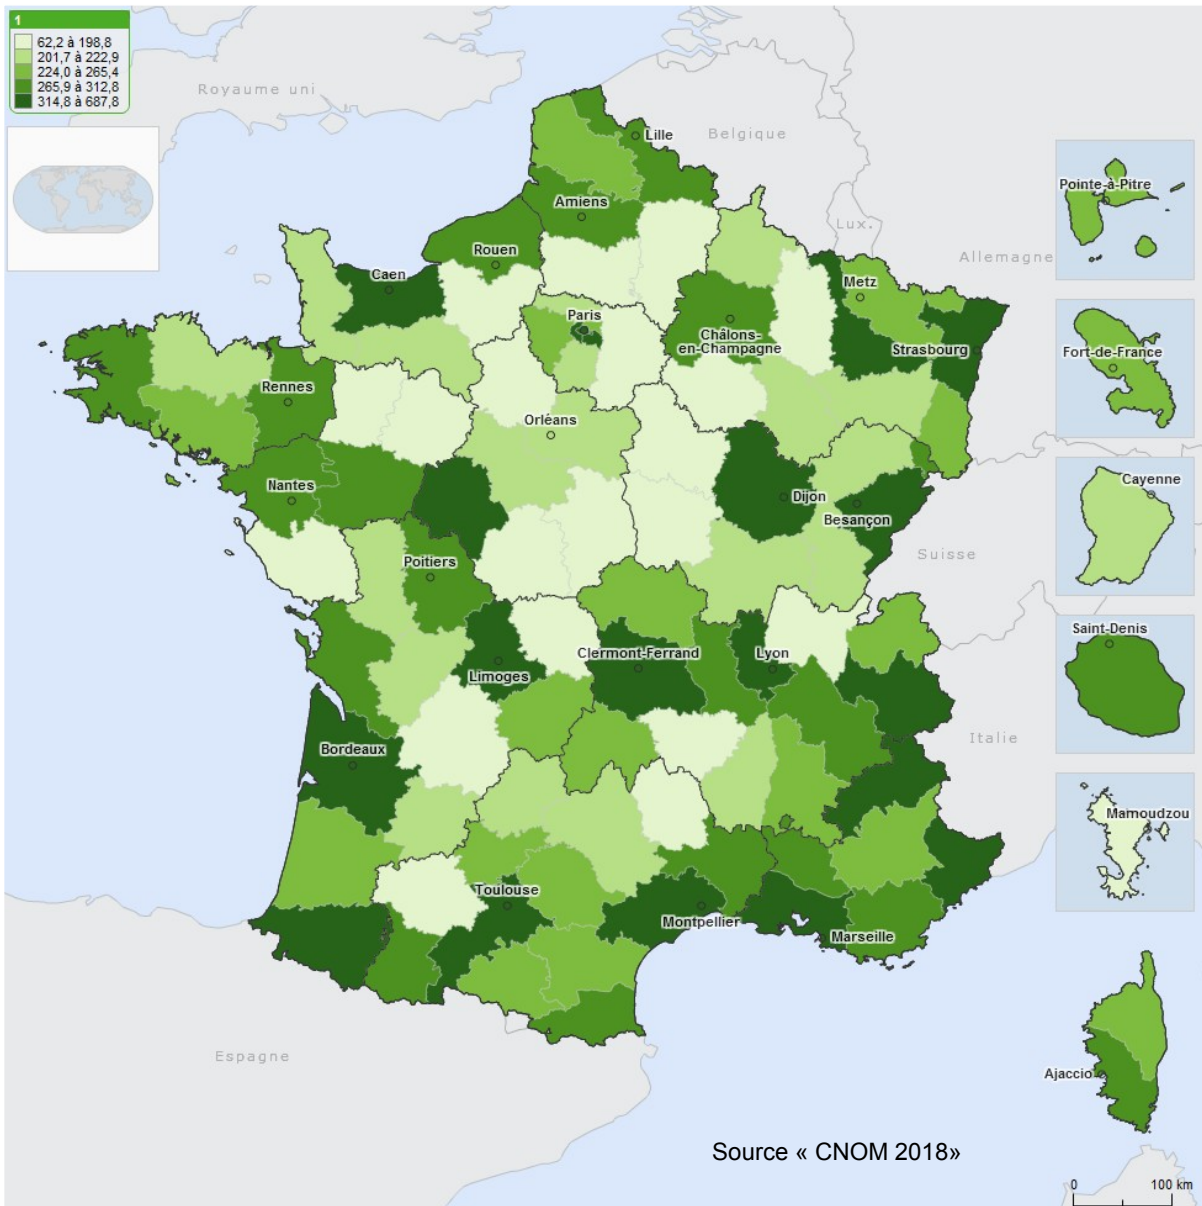 1
62,2 à 198,8
201,7 à 222,9
224,0 à 265,4
265,9 à 312,8
314,8 à 687,8
Royaume uni
Belgique
Lille
Pointe-à-Pitre
Amiens
Lux.
Rouen
Allemagne
Caen
Metz
Paris
Châlons-
en-Champagne
Strasbourg
Fort-de-France
Rennes
Orléans
Cayenne
Nantes
Dijon
Besançon
Suisse
Poitiers
Saint-Denis
Clermont-Ferrand
Lyon
Limoges
Italie
Bordeaux
Mamoudzou
Toulouse
Montpellier
Marseille
Espagne
Ajaccio
Source « CNOM 2018»
0 100 km